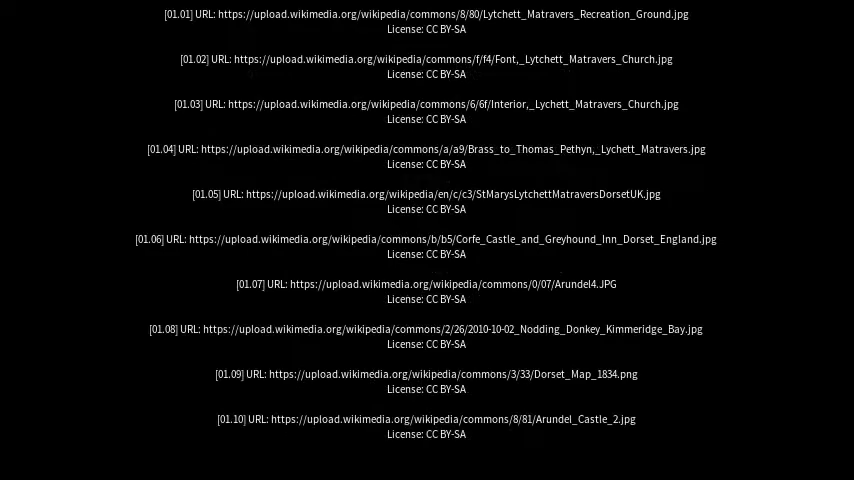 [01.01] URL: https://upload.wikimedia.org/wikipedia/commons/8/80/Lytchett_Matravers_Recreation_Ground.jpg
License: CC BY-SA
[01.02] URL: https://upload.wikimedia.org/wikipedia/commons/f/f4/Font,_Lytchett_Matravers_Church.jpg
License: CC BY-SA
[01.03] URL: https://upload.wikimedia.org/wikipedia/commons/6/6f/Interior,_Lychett_Matravers_Church.jpg
License: CC BY-SA
[01.04] URL: https://upload.wikimedia.org/wikipedia/commons/a/a9/Brass_to_Thomas_Pethyn,_Lychett_Matravers.jpg
License: CC BY-SA
[01.05] URL: https://upload.wikimedia.org/wikipedia/en/c/c3/StMarysLytchettMatraversDorsetUK.jpg
License: CC BY-SA
[01.06] URL: https://upload.wikimedia.org/wikipedia/commons/b/b5/Corfe_Castle_and_Greyhound_Inn_Dorset_England.jpg
License: CC BY-SA
[01.07] URL: https://upload.wikimedia.org/wikipedia/commons/0/07/Arundel4.JPG
License: CC BY-SA
[01.08] URL: https://upload.wikimedia.org/wikipedia/commons/2/26/2010-10-02_Nodding_Donkey_Kimmeridge_Bay.jpg
License: CC BY-SA
[01.09] URL: https://upload.wikimedia.org/wikipedia/commons/3/33/Dorset_Map_1834.png
License: CC BY-SA
[01.10] URL: https://upload.wikimedia.org/wikipedia/commons/8/81/Arundel_Castle_2.jpg
License: CC BY-SA